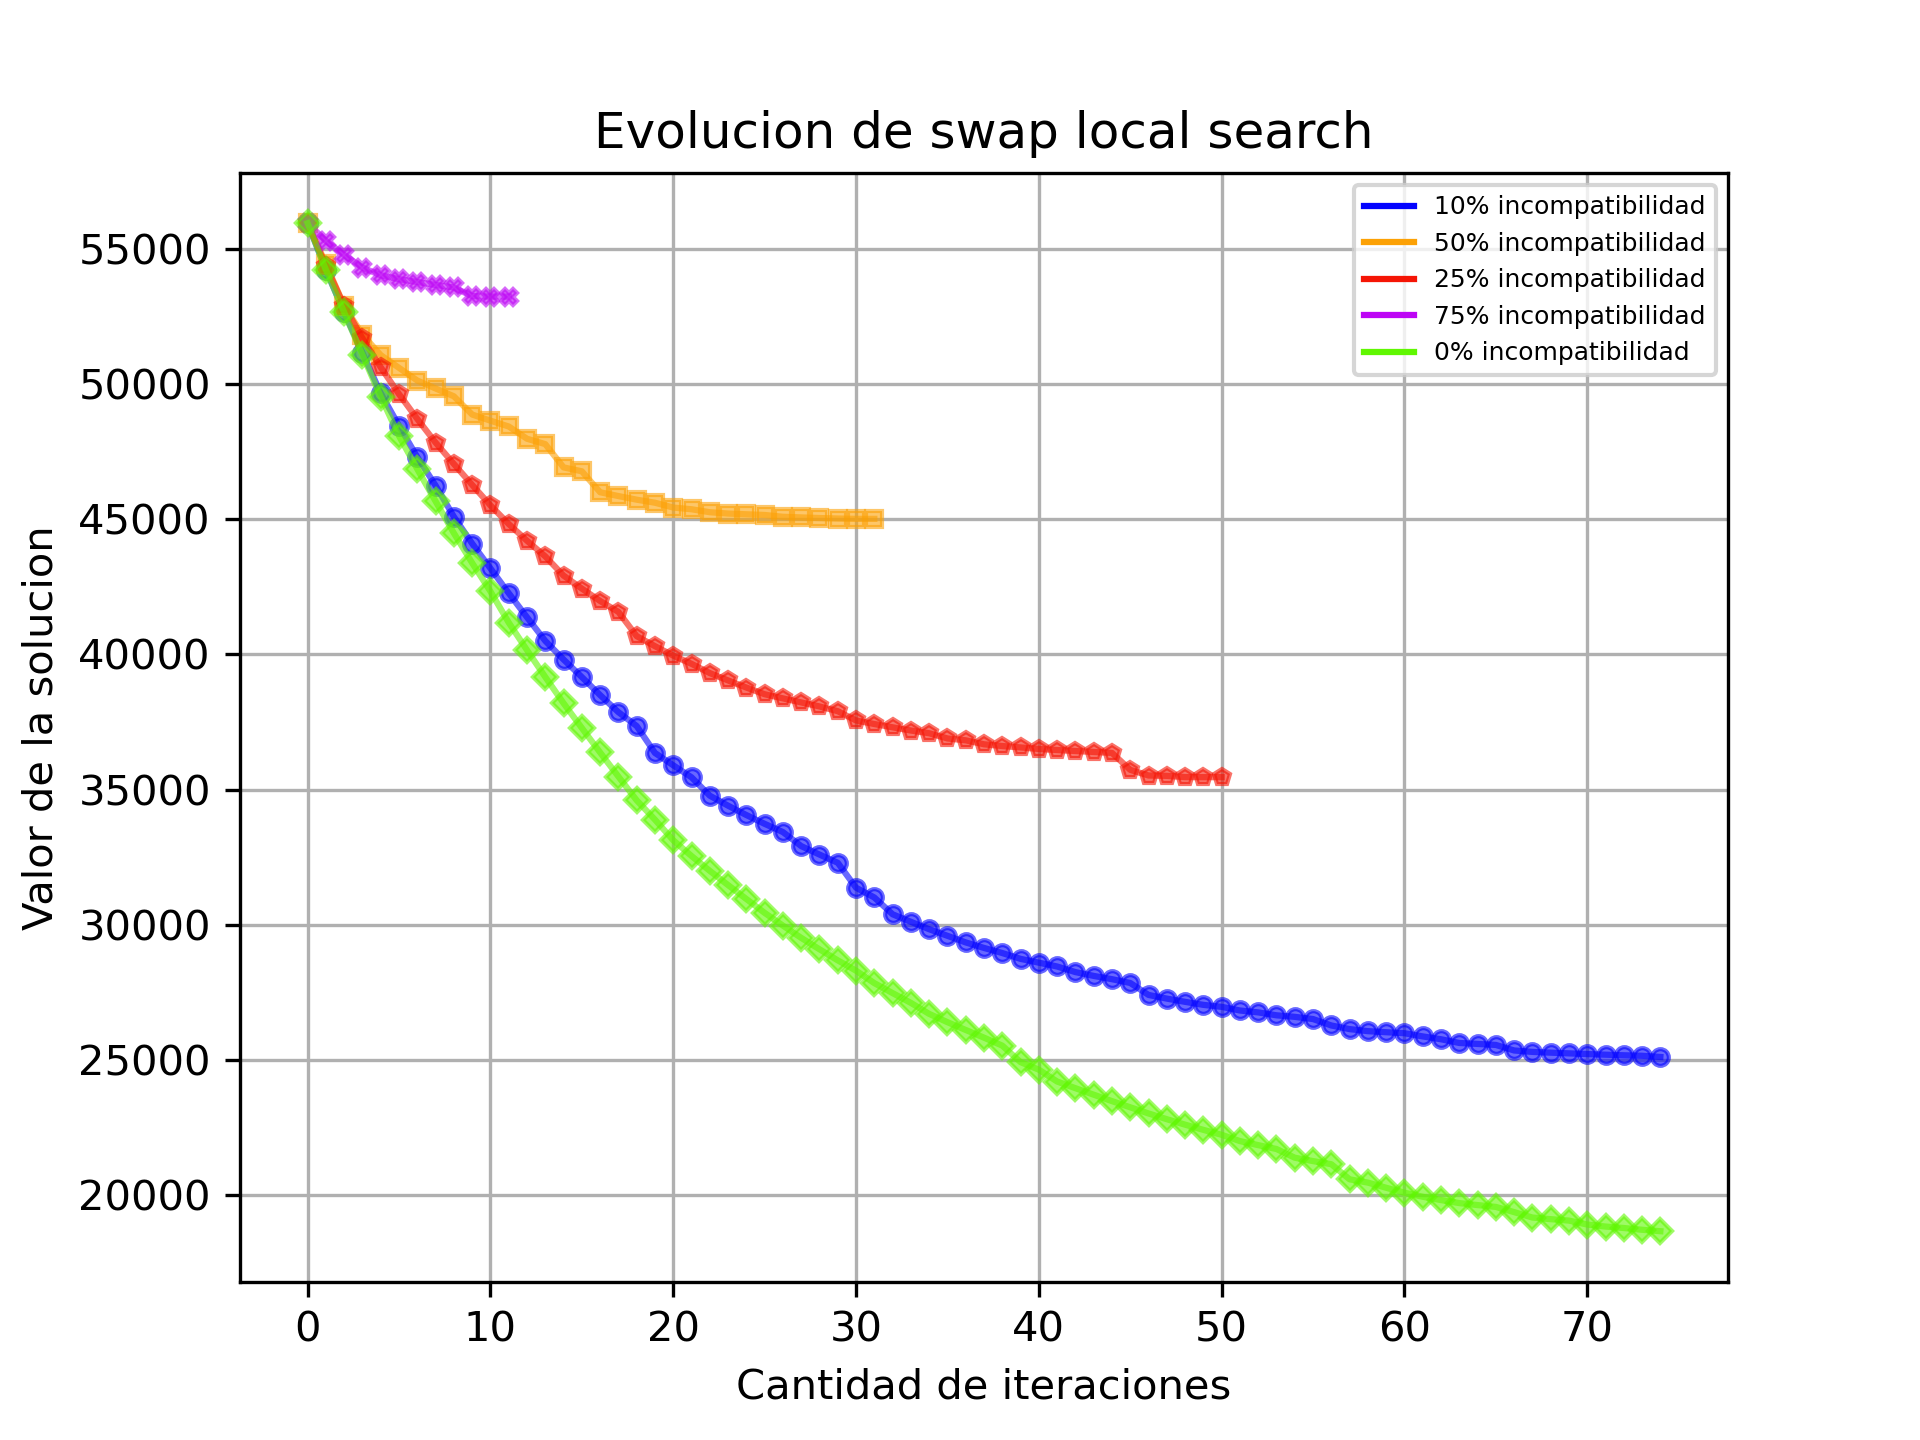 Evolucion de swap local search
10% incompatibilidad
50% incompatibilidad
25% incompatibilidad
75% incompatibilidad
0% incompatibilidad
Valor de la solucion
55000
50000
45000
40000
35000
30000
25000
20000
0 10 20 30 40 50 60 70
Cantidad de iteraciones